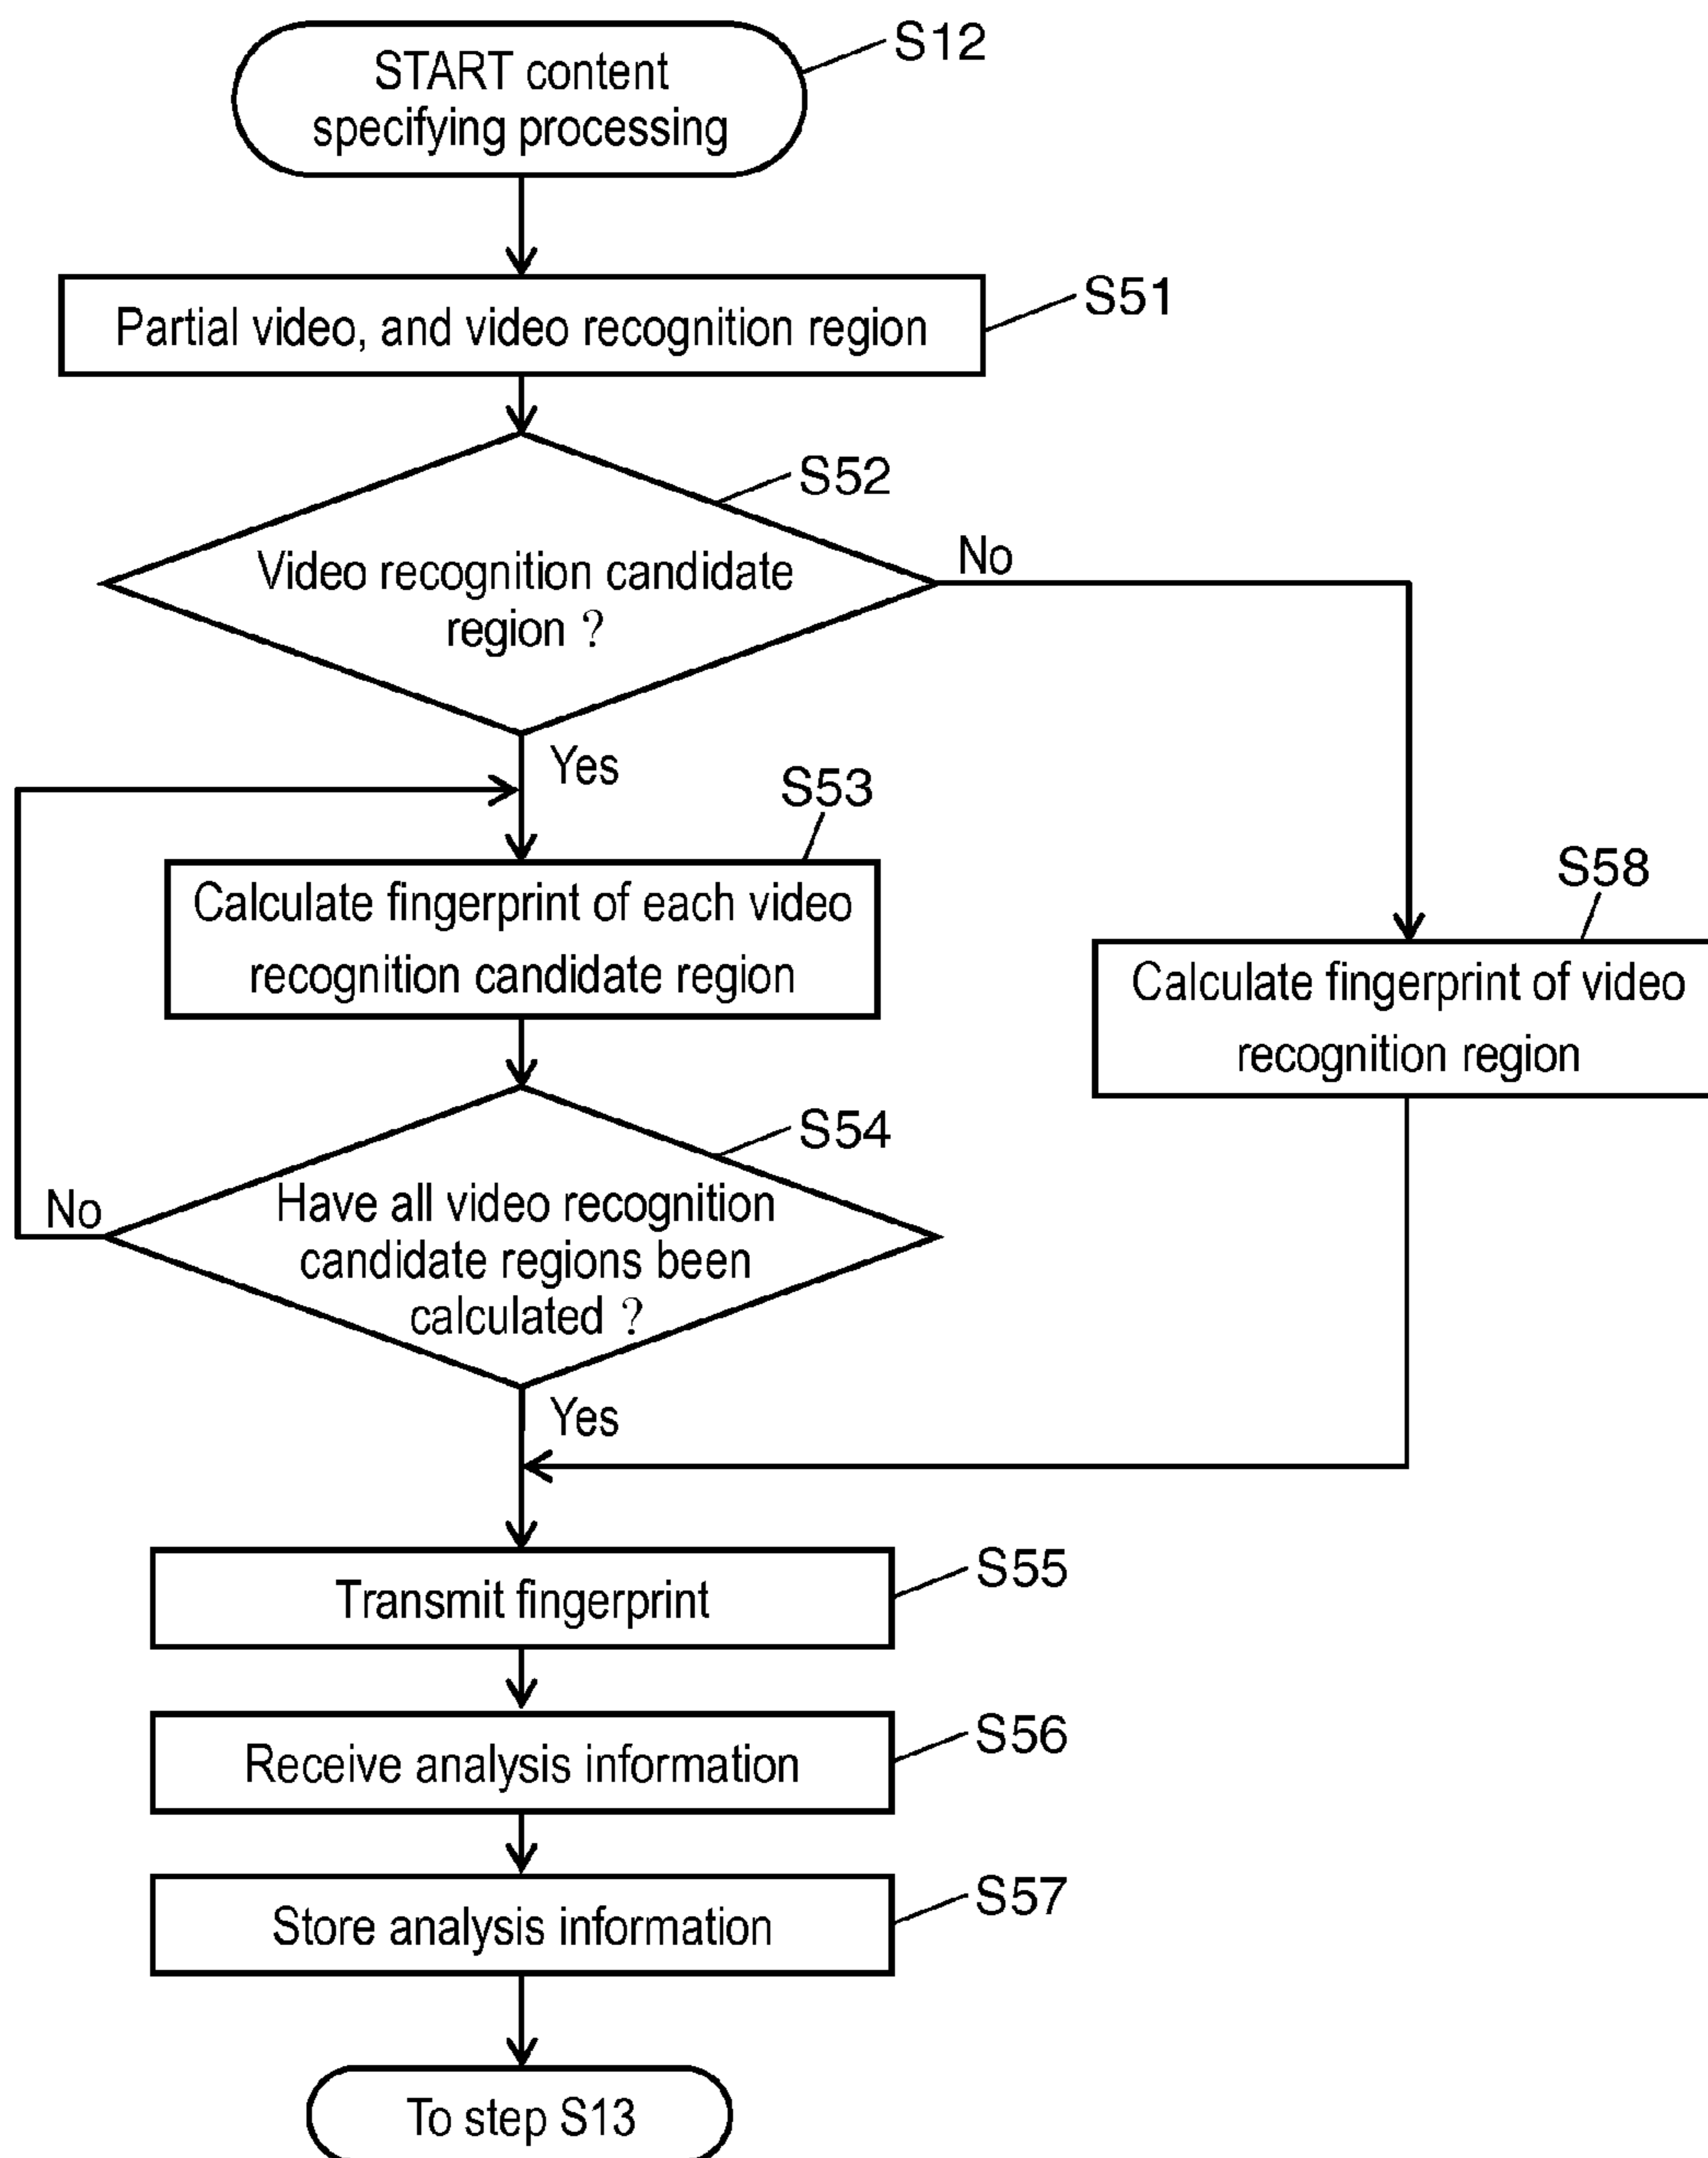 START content
specifying processing
S12
Partial video, and video recognition region
S51
S52
Video recognition candidate
region ?
No
Yes
S53
Calculate fingerprint of each video
recognition candidate region
S58
Calculate fingerprint of video
recognition region
S54
Have all video recognition
candidate regions been
calculated ?
No
Yes
Transmit fingerprint
S55
Receive analysis information
S56
Store analysis information
S57
To step S13